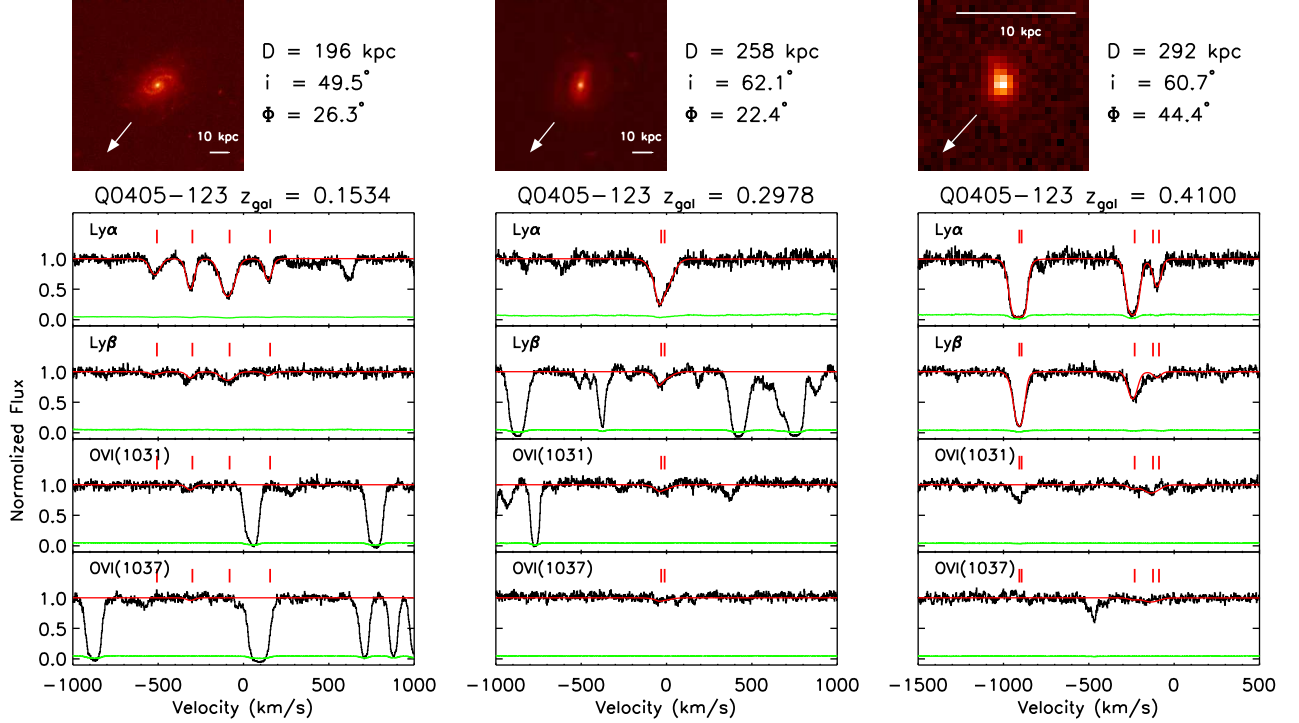 D = 196 kpc
i = 49.5°
Φ = 26.3°
10 kpc
D = 258 kpc
i = 62.1°
Φ = 22.4°
10 kpc
D = 292 kpc
i = 60.7°
Φ = 44.4°
10 kpc
Q0405−123 zgal = 0.1534
Q0405−123 zgal = 0.2978
Q0405−123 zgal = 0.4100
Normalized Flux
Lyα
1.0
0.5
0.0
Lyβ
1.0
0.5
0.0
OVI(1031)
1.0
0.5
0.0
OVI(1037)
1.0
0.5
0.0
−1000 −500 0 500 1000
Velocity (km/s)
Lyα
Lyβ
OVI(1031)
OVI(1037)
−1000 −500 0 500 1000
Velocity (km/s)
Lyα
Lyβ
OVI(1031)
OVI(1037)
−1500 −1000 −500 0 500
Velocity (km/s)